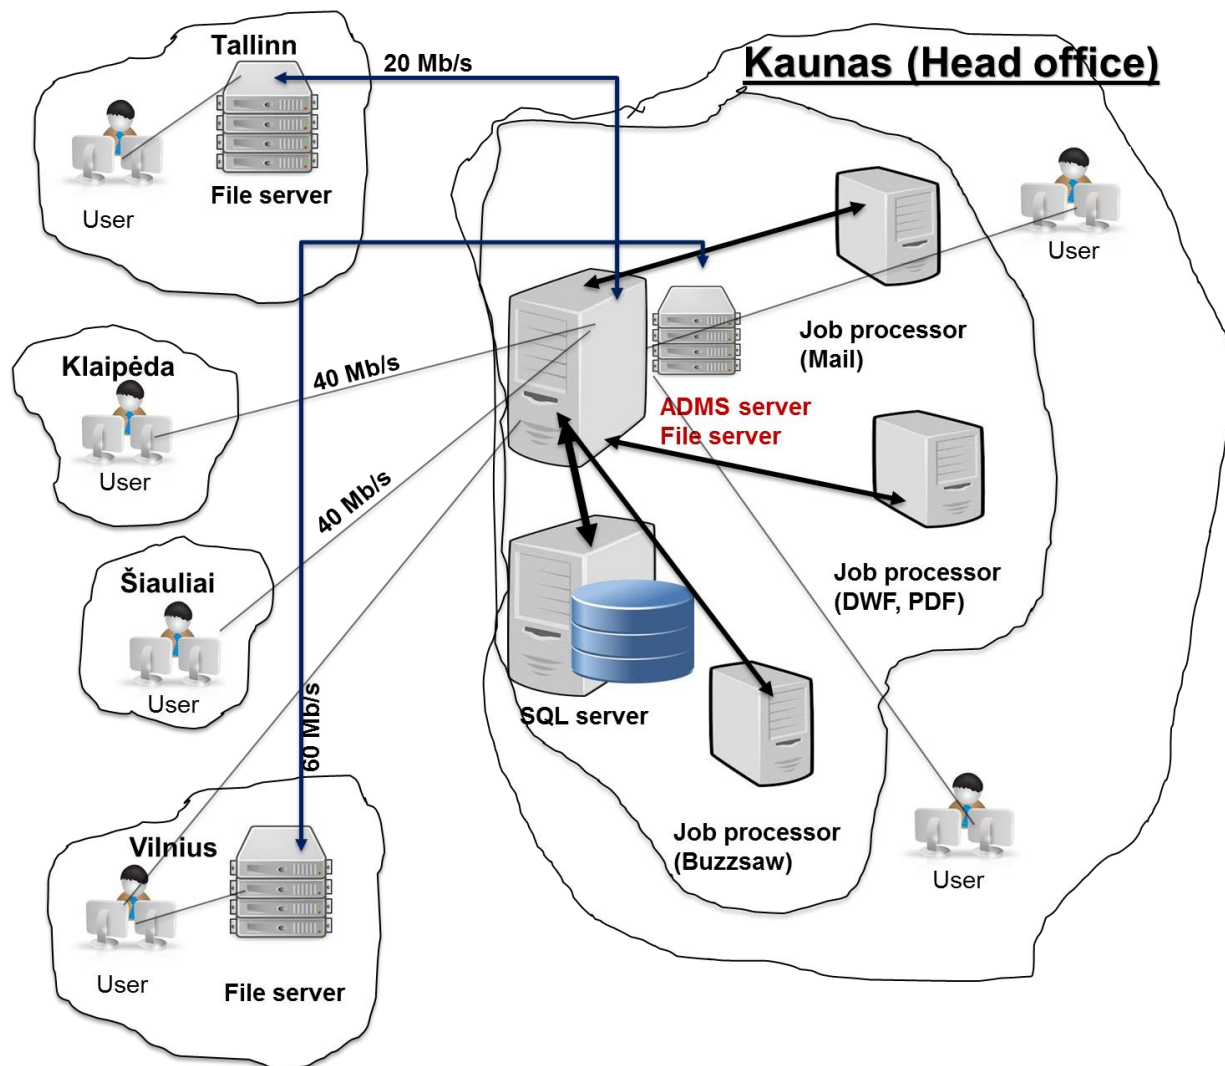 Tallinn
20 Mb/s
Kaunas (Head office)
User
File server
User
Job processor
(Mail)
Klaipėda
40 Mb/s
User
ADMS server
File server
40 Mb/s
Šiauliai
User
Job processor
(DWF, PDF)
SQL server
60 Mb/s
Vilnius
User
File server
Job processor
(Buzzsaw)
User